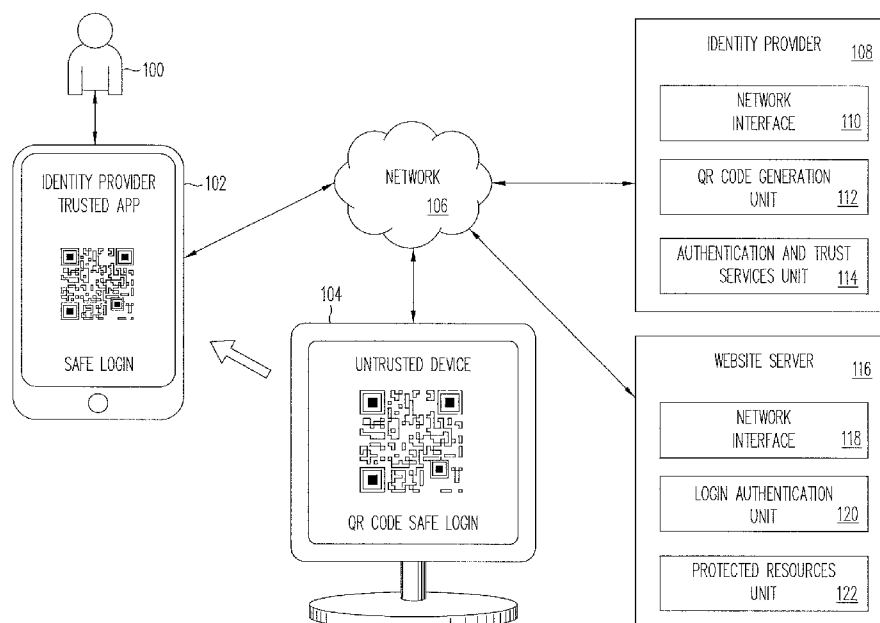 100
IDENTITY PROVIDER
TRUSTED APP
102
SAFE LOGIN
NETWORK
106
104
UNTRUSTED DEVICE
QR CODE SAFE LOGIN
IDENTITY PROVIDER 108
NETWORK
INTERFACE 110
QR CODE GENERATION
UNIT 112
AUTHENTICATION AND TRUST
SERVICES UNIT 114
WEBSITE SERVER 116
NETWORK
INTERFACE 118
LOGIN AUTHENTICATION
UNIT 120
PROTECTED RESOURCES
UNIT 122